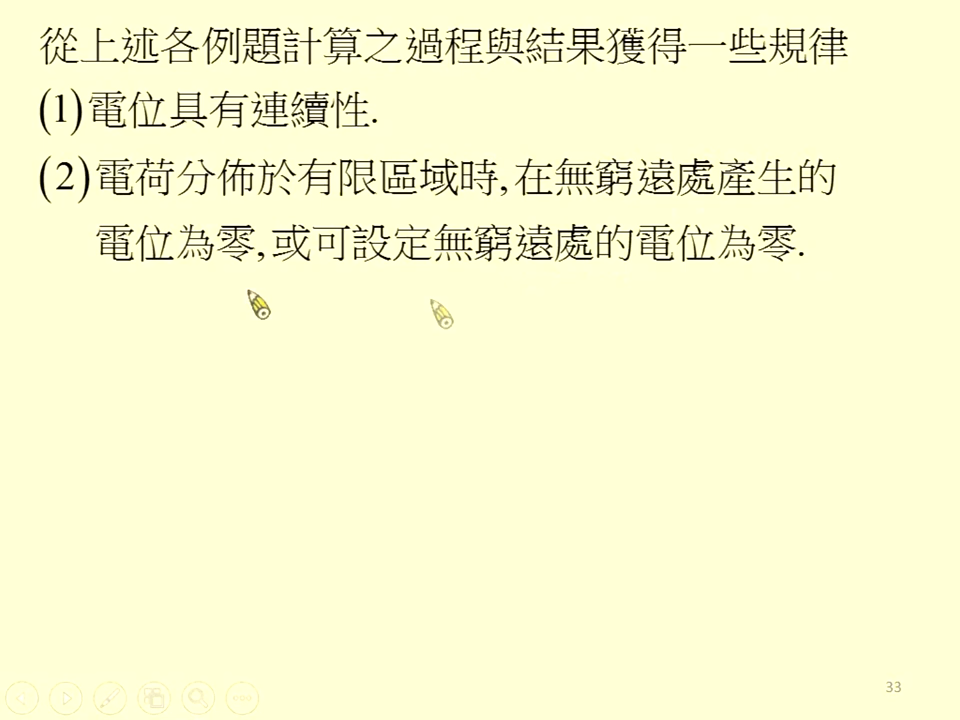 從上述各例題計算之過程與結果獲得一些規律
(1)電位具有連續性.
(2)電荷分佈於有限區域時,在無窮遠處產生的
電位為零,或可設定無窮遠處的電位為零.
33